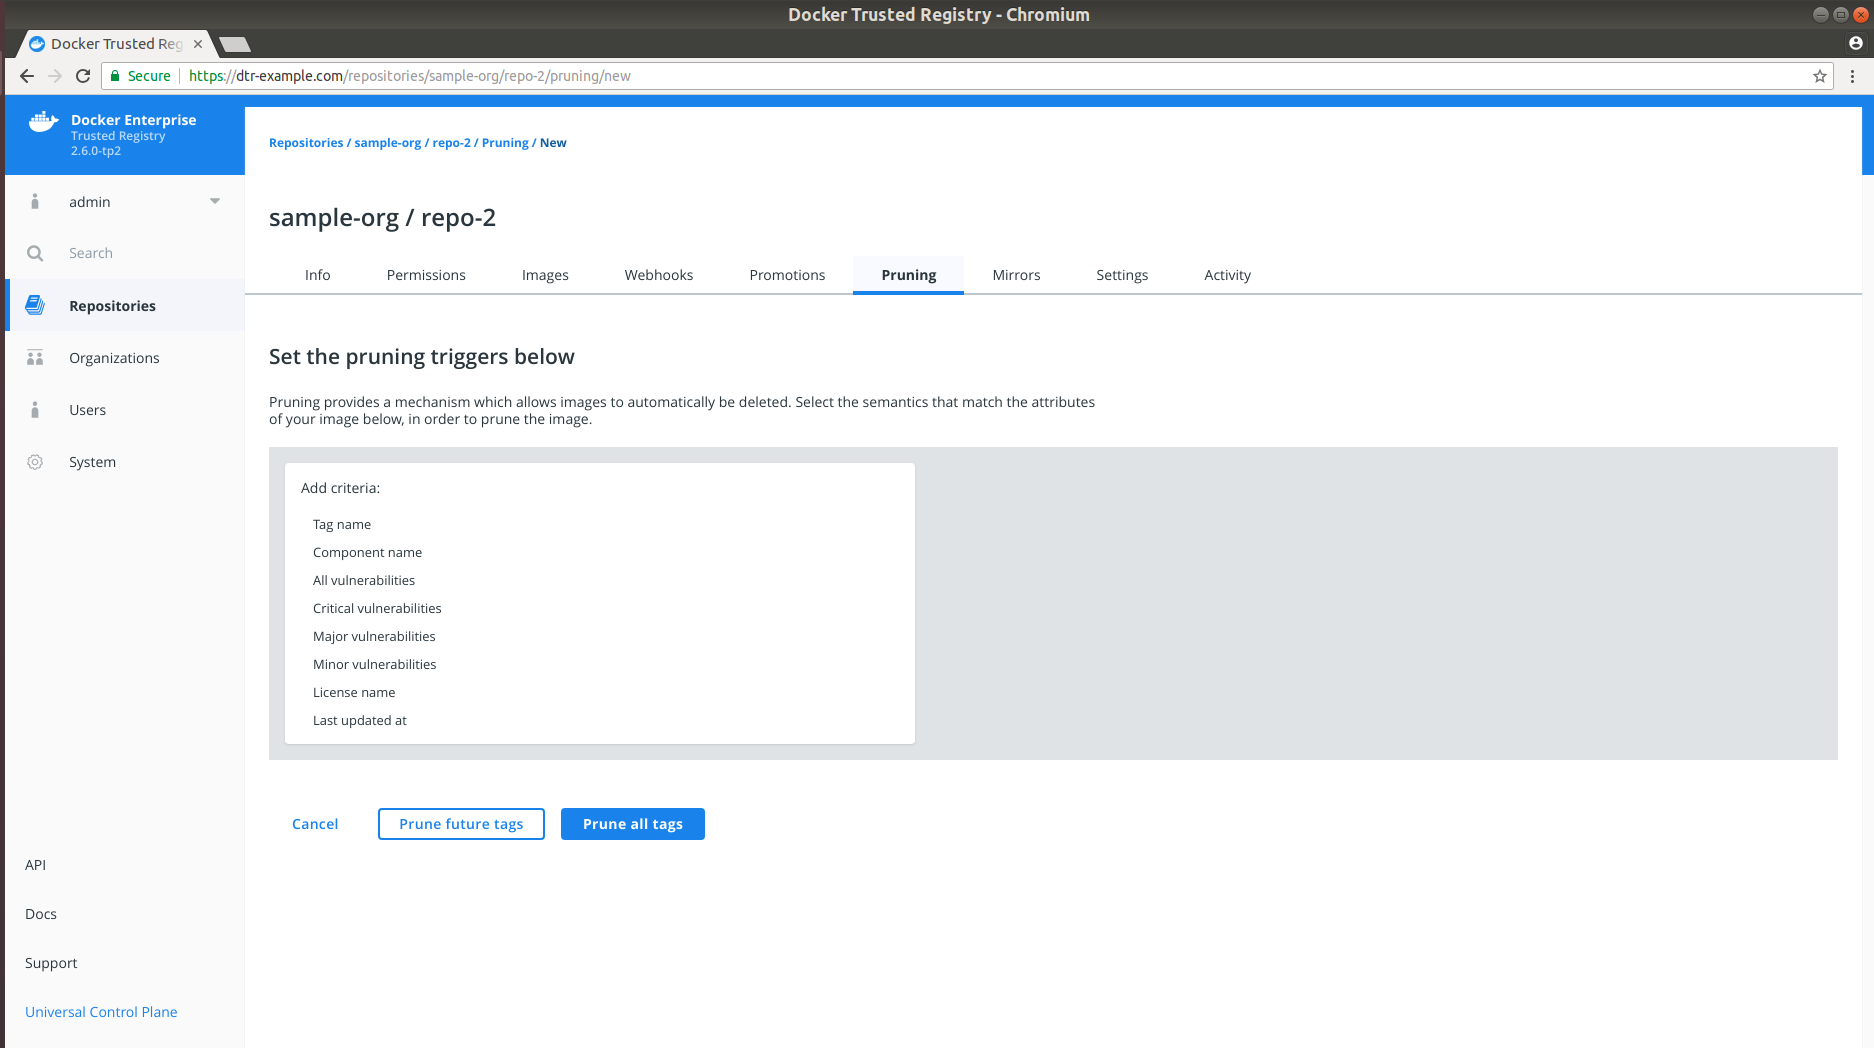 Docker Trusted Registry - Chromium
Docker Trusted Reg
Secure https://dtr-example.com/repositories/sample-org/repo-2/pruning/new
Docker Enterprise
Trusted Registry
2.6.0-tp2
admin
Search
Repositories
Organizations
Users
System
API
Docs
Support
Universal Control Plane
Repositories / sample-org / repo-2 / Pruning / New
sample-org / repo-2
Info Permissions Images Webhooks Promotions Pruning Mirrors Settings Activity
Set the pruning triggers below
Pruning provides a mechanism which allows images to automatically be deleted. Select the semantics that match the attributes
of your image below, in order to prune the image.
Add criteria:
Tag name
Component name
All vulnerabilities
Critical vulnerabilities
Major vulnerabilities
Minor vulnerabilities
License name
Last updated at
Cancel Prune future tags Prune all tags